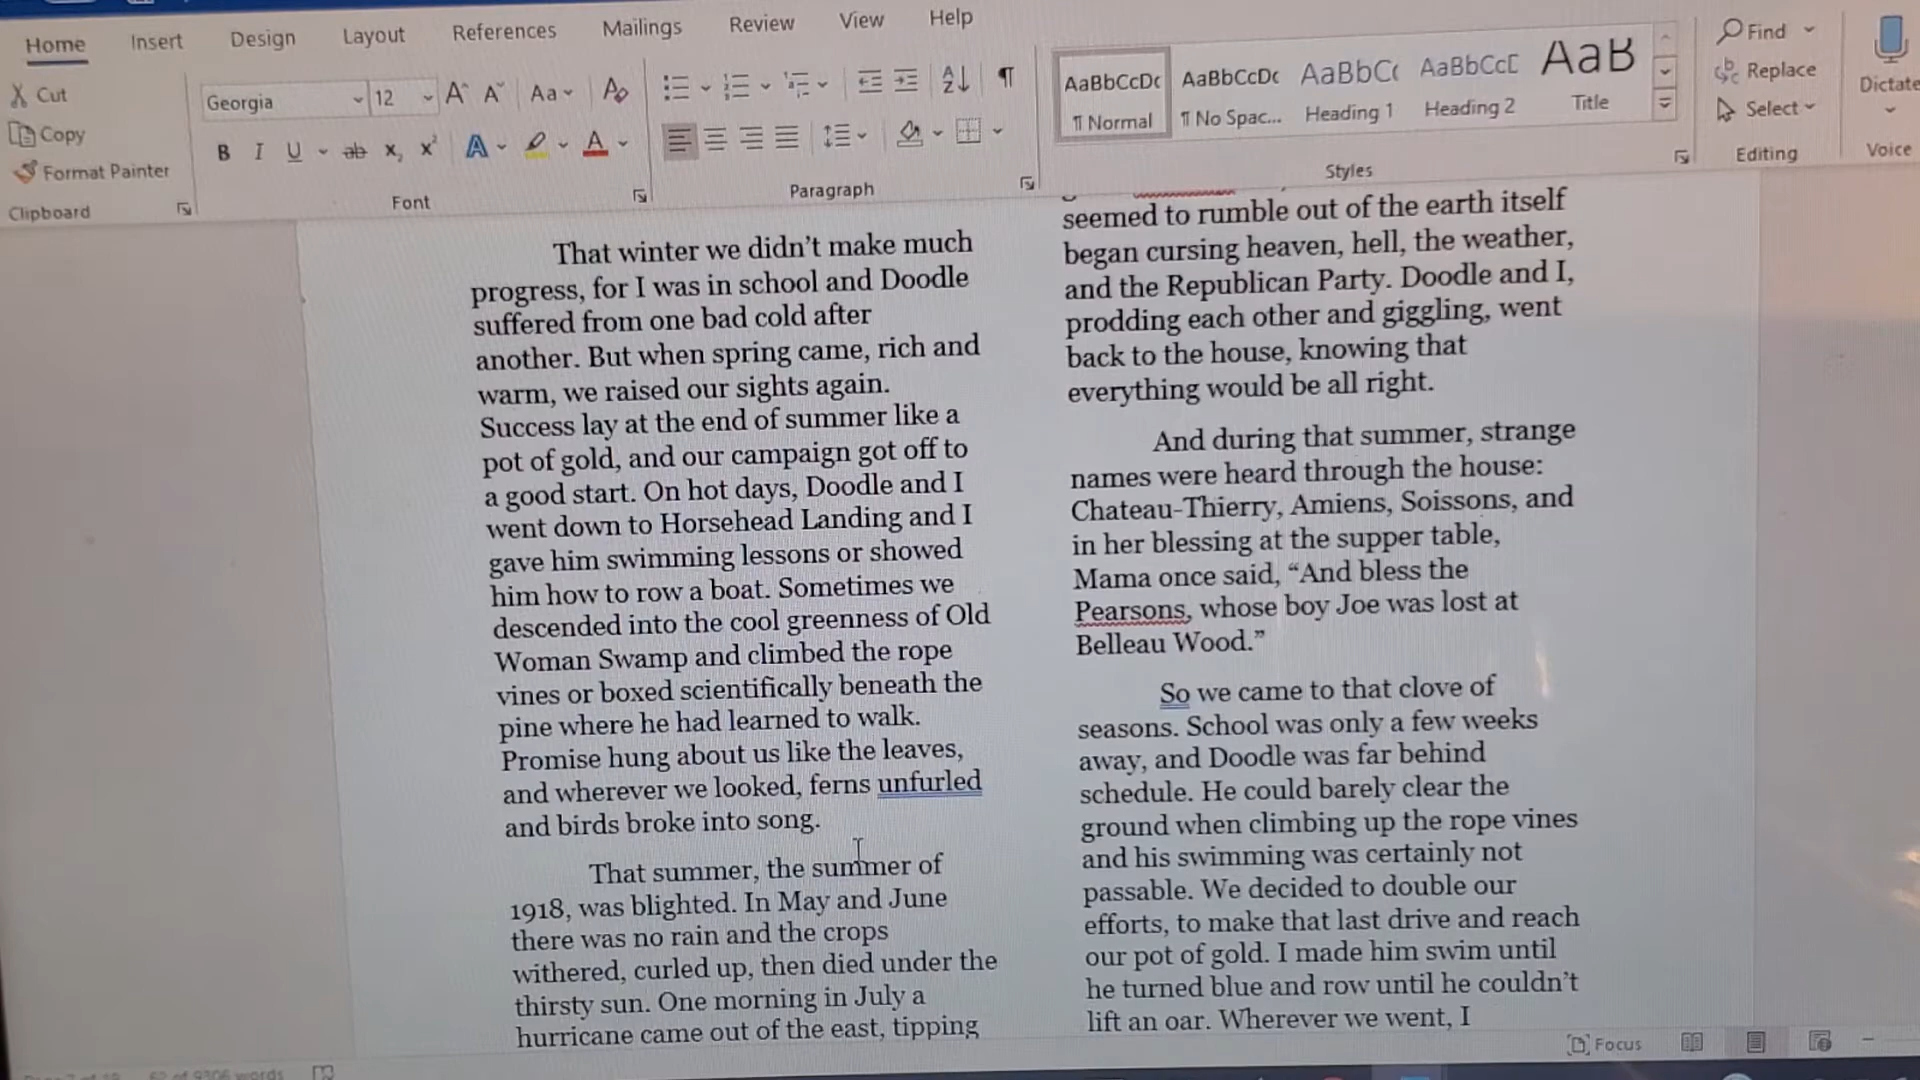 Home
Insert
Design
Layout
References
Mailings
Review
View
Help
Cut
Copy
Format Painter
Clipboard
Georgia
12
Aa
B I U ab x₂ x²
A
A
Font
Paragraph
AaBbCcDc
¶ Normal
AaBbCcDc
¶ No Spac...
AaBbC
Heading 1
AaBbCcD
Heading 2
AaB
Title
Styles
Find
Replace
Select
Editing
Dictate
Voice
That winter we didn’t make much
progress, for I was in school and Doodle
suffered from one bad cold after
another. But when spring came, rich and
warm, we raised our sights again.
Success lay at the end of summer like a
pot of gold, and our campaign got off to
a good start. On hot days, Doodle and I
went down to Horsehead Landing and I
gave him swimming lessons or showed
him how to row a boat. Sometimes we
descended into the cool greenness of Old
Woman Swamp and climbed the rope
vines or boxed scientifically beneath the
pine where he had learned to walk.
Promise hung about us like the leaves,
and wherever we looked, ferns unfurled
and birds broke into song.
That summer, the summer of
1918, was blighted. In May and June
there was no rain and the crops
withered, curled up, then died under the
thirsty sun. One morning in July a
hurricane came out of the east, tipping
seemed to rumble out of the earth itself
began cursing heaven, hell, the weather,
and the Republican Party. Doodle and I,
prodding each other and giggling, went
back to the house, knowing that
everything would be all right.
And during that summer, strange
names were heard through the house:
Chateau-Thierry, Amiens, Soissons, and
in her blessing at the supper table,
Mama once said, “And bless the
Pearsons, whose boy Joe was lost at
Belleau Wood.”
So we came to that clove of
seasons. School was only a few weeks
away, and Doodle was far behind
schedule. He could barely clear the
ground when climbing up the rope vines
and his swimming was certainly not
passable. We decided to double our
efforts, to make that last drive and reach
our pot of gold. I made him swim until
he turned blue and row until he couldn’t
lift an oar. Wherever we went, I
Focus